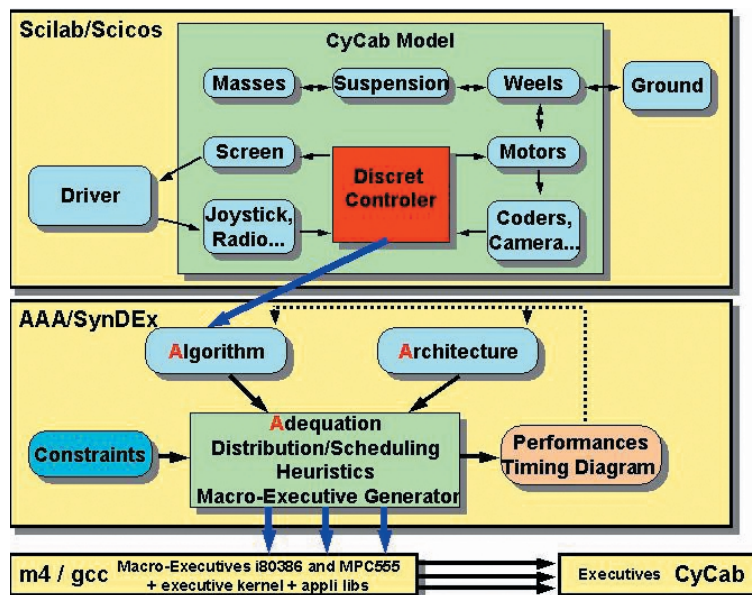 Scilab/Scicos
CyCab Model
Masses
Suspension
Weels
Ground
Screen
Motors
Driver
Discret
Controler
Joystick,
Radio...
Coders,
Camera...
AAA/SynDEx
Algorithm
Architecture
Constraints
Adequation
Distribution/Scheduling
Heuristics
Macro-Executive Generator
Performances
Timing Diagram
m4 / gcc
Macro-Executives i80386 and MPC555
+ executive kernel + appli libs
Executives CyCab